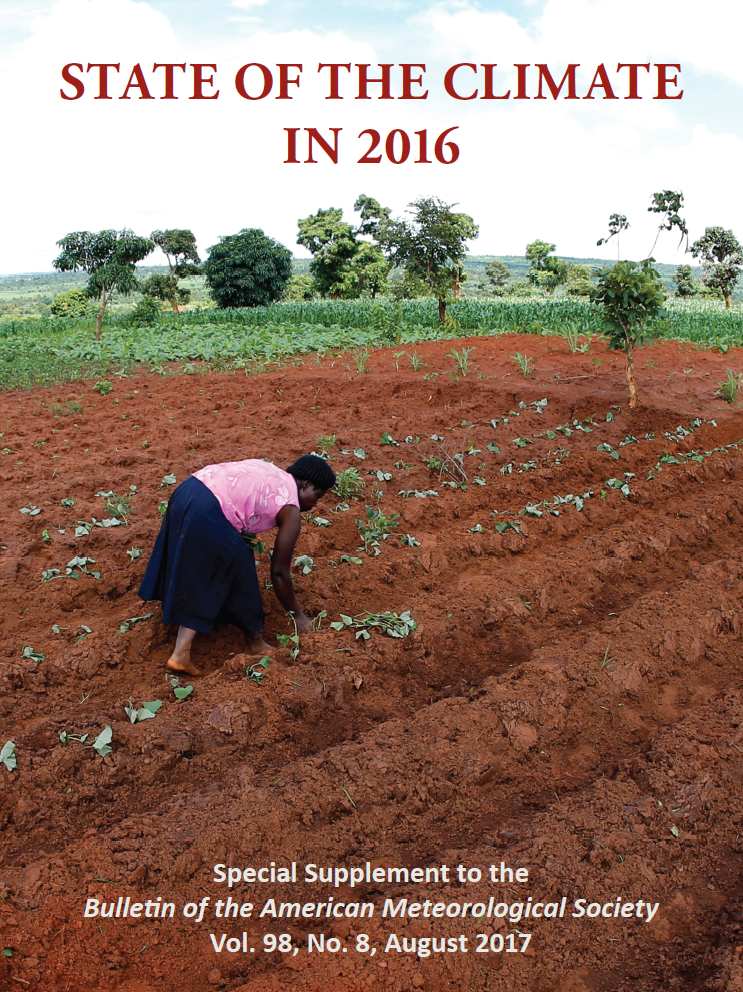 STATE OF THE CLIMATE
IN 2016
Special Supplement to the
Bulletin of the American Meteorological Society
Vol. 98, No. 8, August 2017